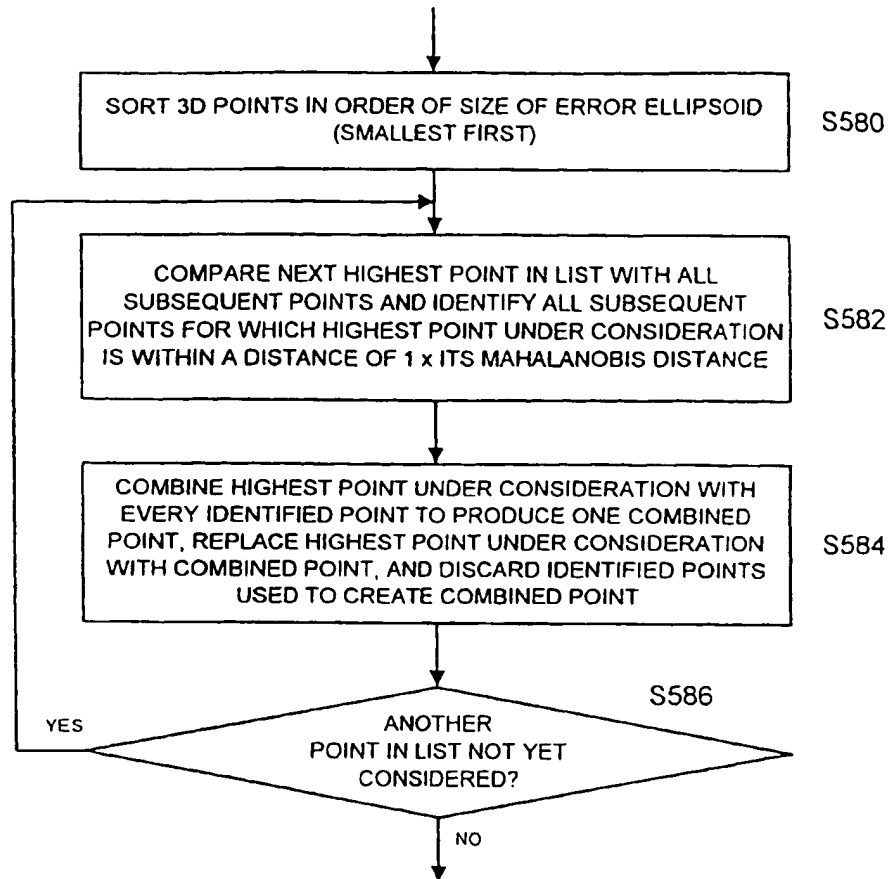 SORT 3D POINTS IN ORDER OF SIZE OF ERROR ELLIPSOID
(SMALLEST FIRST)
S580
COMPARE NEXT HIGHEST POINT IN LIST WITH ALL
SUBSEQUENT POINTS AND IDENTIFY ALL SUBSEQUENT
POINTS FOR WHICH HIGHEST POINT UNDER CONSIDERATION
IS WITHIN A DISTANCE OF 1 x ITS MAHALANOBIS DISTANCE
S582
COMBINE HIGHEST POINT UNDER CONSIDERATION WITH
EVERY IDENTIFIED POINT TO PRODUCE ONE COMBINED
POINT, REPLACE HIGHEST POINT UNDER CONSIDERATION
WITH COMBINED POINT, AND DISCARD IDENTIFIED POINTS
USED TO CREATE COMBINED POINT
S584
S586
YES
ANOTHER
POINT IN LIST NOT YET
CONSIDERED?
NO